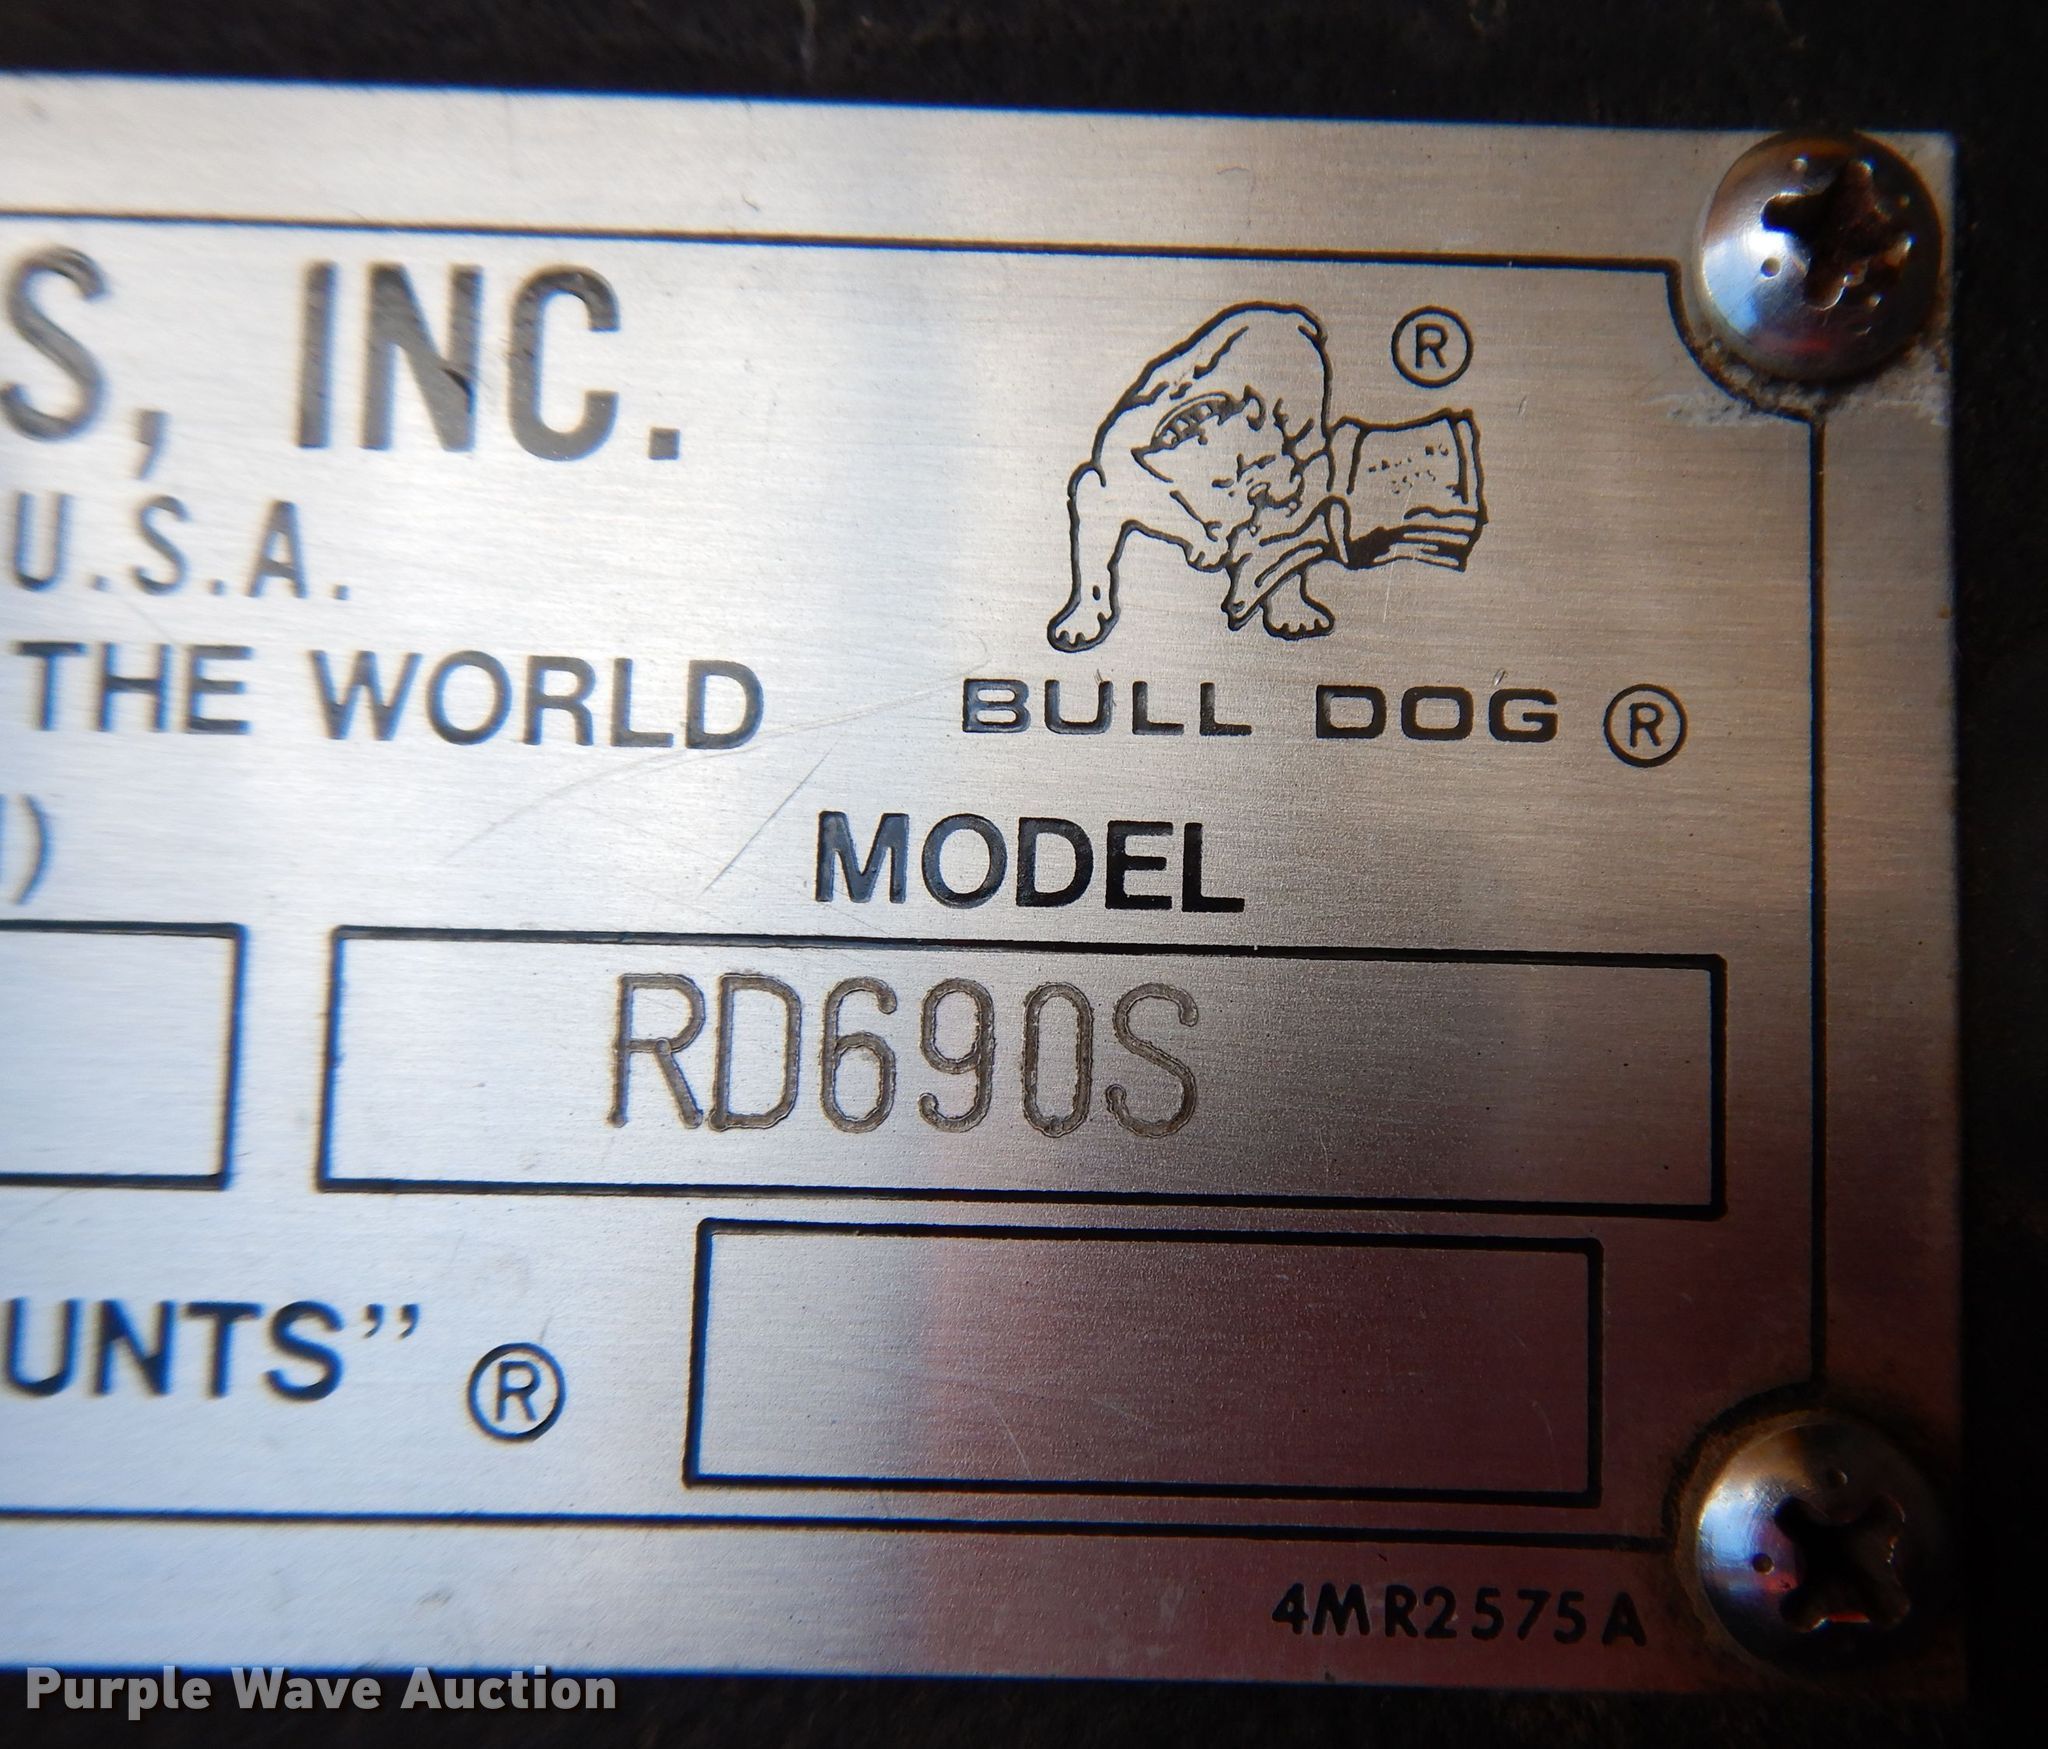 S, INC.
®
U.S.A.
THE WORLD
BULL DOG ®
)
MODEL
RD690S
UNTS” ®
4MR2575A
Purple Wave Auction